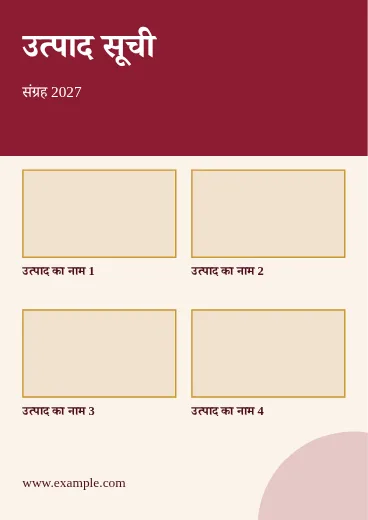 उत्पाद सूची
संग्रह 2027
उत्पाद का नाम 1
उत्पाद का नाम 2
उत्पाद का नाम 3
उत्पाद का नाम 4
www.example.com